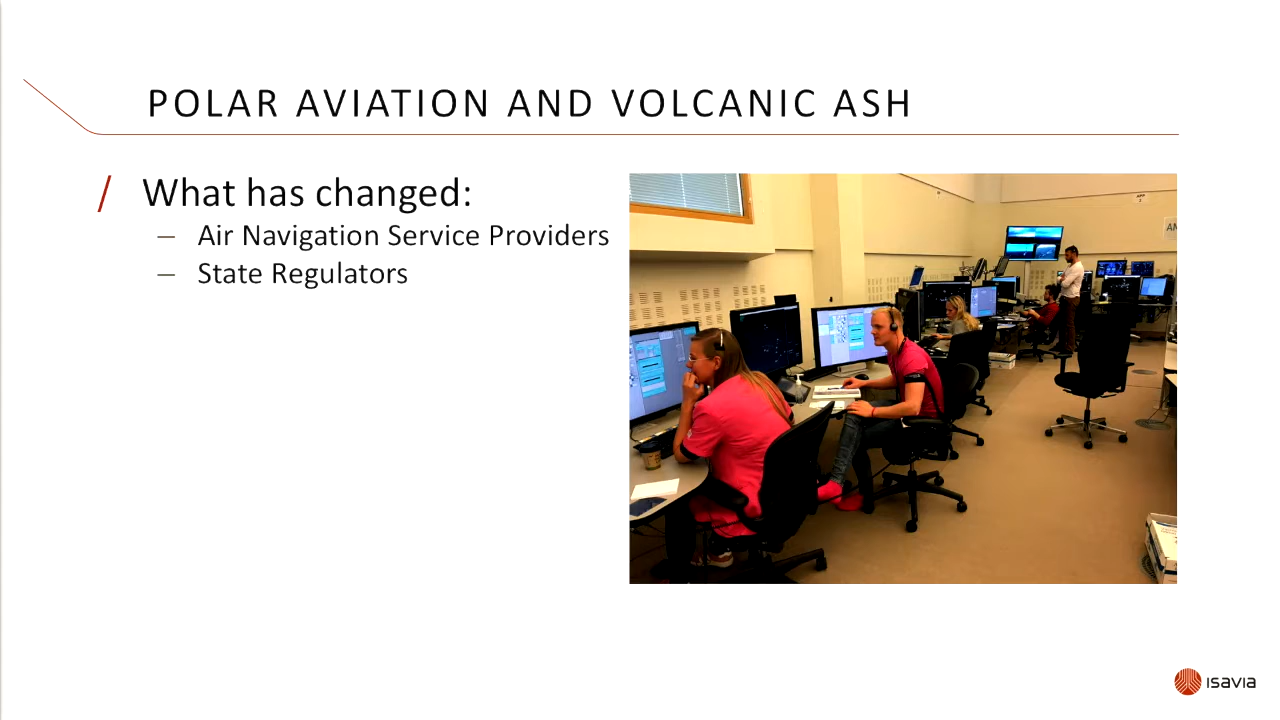 POLAR AVIATION AND VOLCANIC ASH
/ What has changed:
– Air Navigation Service Providers
– State Regulators
ISAVIA